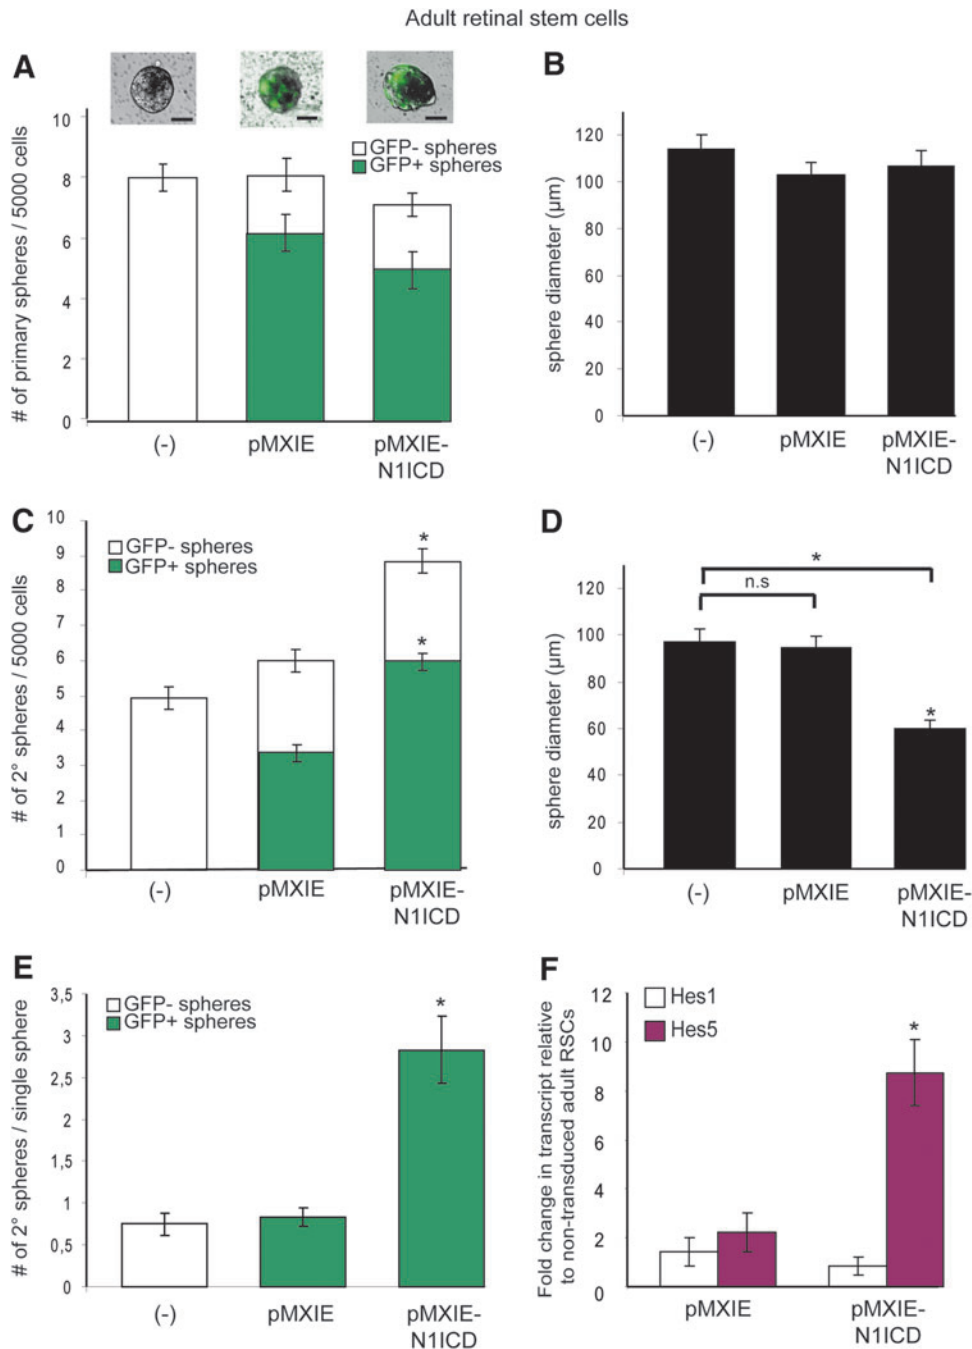 Adult retinal stem cells
A
# of primary spheres / 5000 cells
10
8
6
4
2
0
GFP- spheres
GFP+ spheres
(-)
pMXIE
pMXIE-
N1ICD
B
sphere diameter (µm)
120
100
80
60
40
20
0
(-)
pMXIE
pMXIE-
N1ICD
C
# of 2° spheres / 5000 cells
10
9
8
7
6
5
4
3
2
1
0
GFP- spheres
GFP+ spheres
*
*
(-)
pMXIE
pMXIE-
N1ICD
D
sphere diameter (µm)
120
100
80
60
40
20
0
*
n.s
*
(-)
pMXIE
pMXIE-
N1ICD
E
# of 2° spheres / single sphere
3,5
3
2,5
2
1,5
1
0,5
0
GFP- spheres
GFP+ spheres
*
(-)
pMXIE
pMXIE-
N1ICD
F
Fold change in transcript relative
to non-transduced adult RSCs
12
10
8
6
4
2
0
Hes1
Hes5
*
pMXIE
pMXIE-
N1ICD